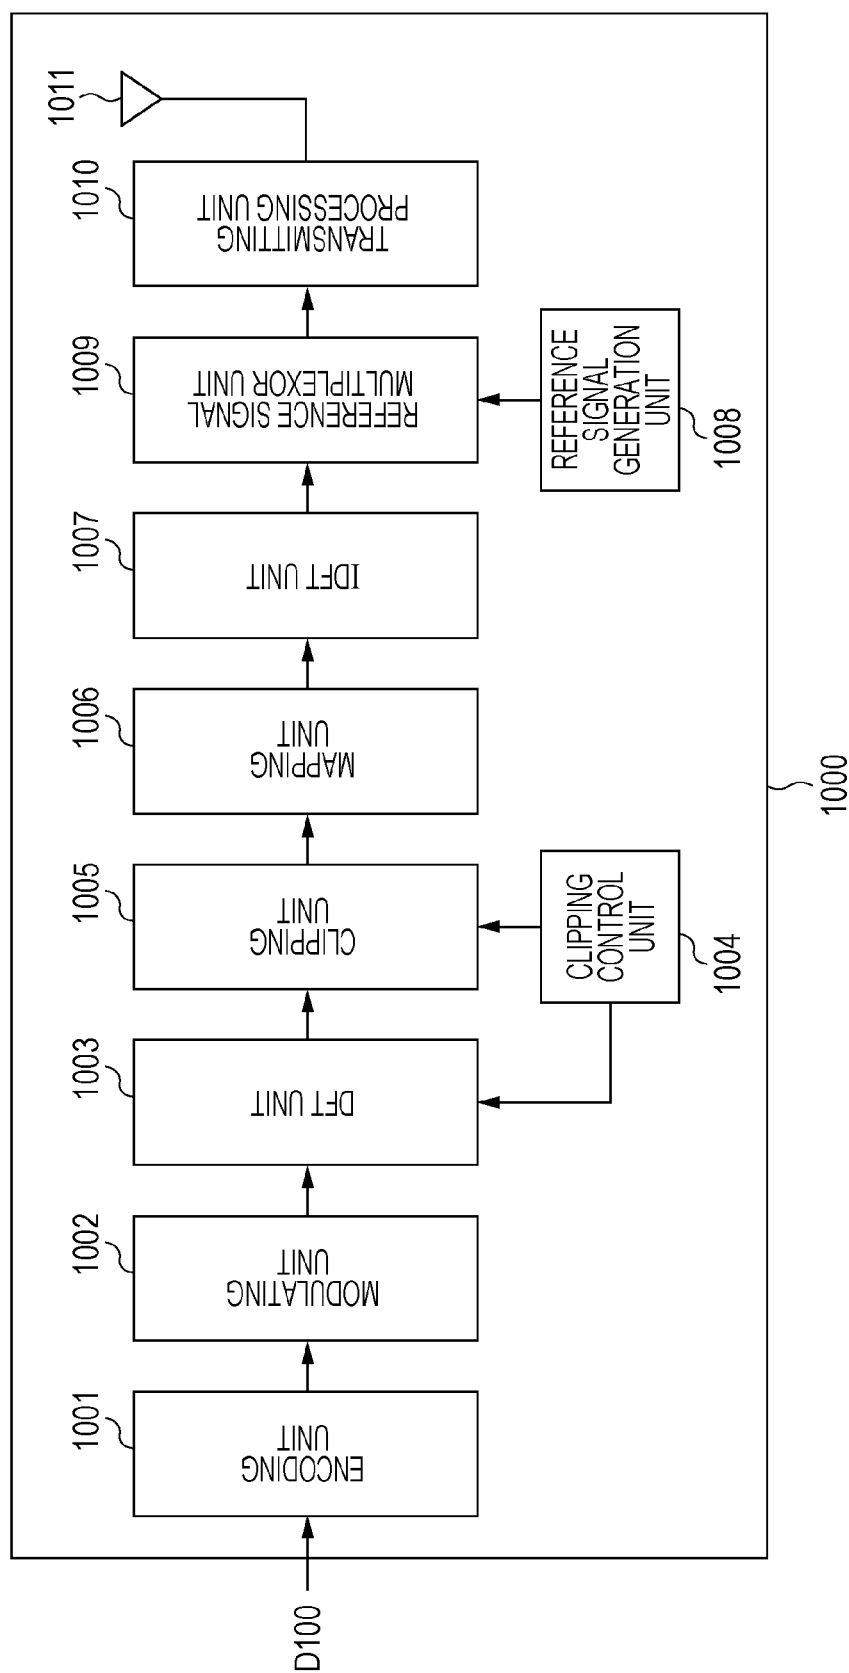 1001
1002
1003
1005
1006
1007
1009
1010
1011
D100
ENCODING
UNIT
MODULATING
UNIT
DFT UNIT
CLIPPING
UNIT
MAPPING
UNIT
IDFT UNIT
REFERENCE SIGNAL
MULTIPLEXOR UNIT
TRANSMITTING
PROCESSING UNIT
CLIPPING
CONTROL
UNIT
1004
REFERENCE
SIGNAL
GENERATION
UNIT
1008
1000